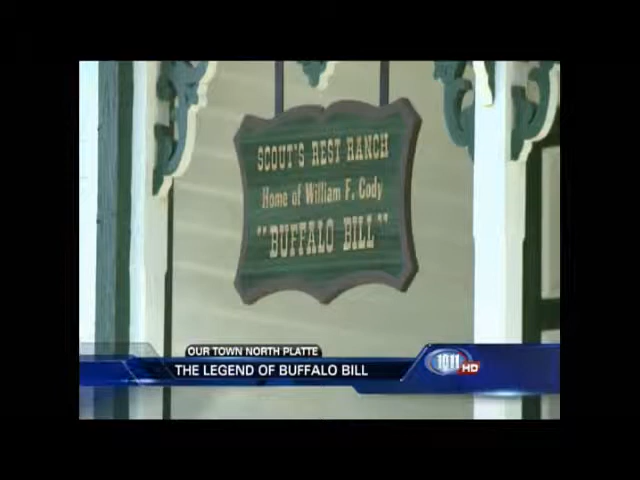 SCOUT'S REST RANCH
Home of William F. Cody
"BUFFALO BILL"
OUR TOWN NORTH PLATTE
THE LEGEND OF BUFFALO BILL
1011 HD